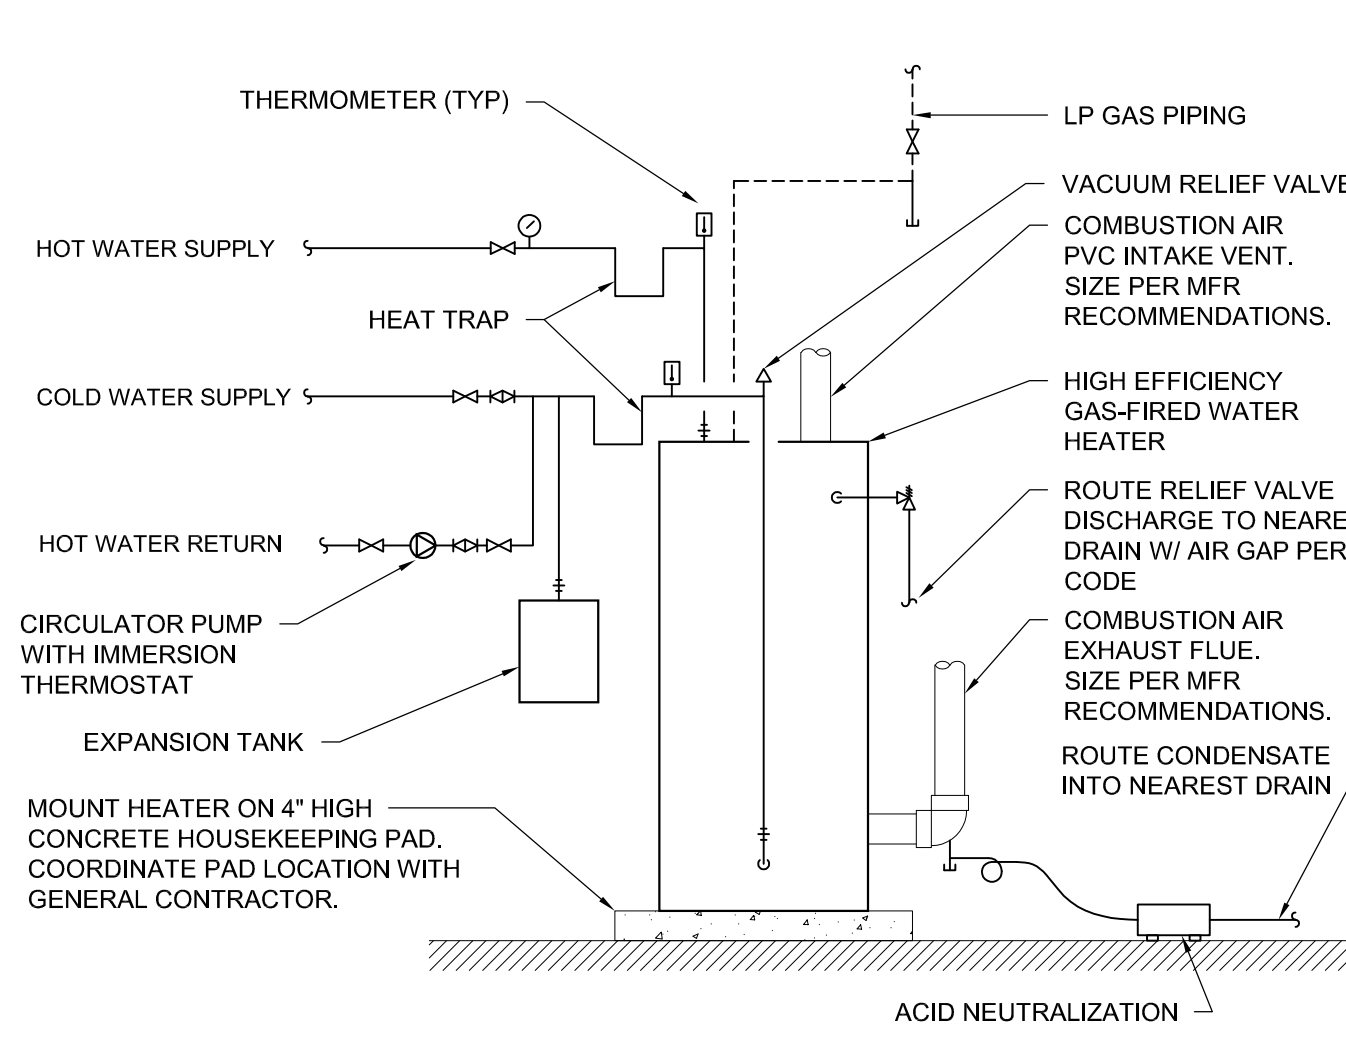 THERMOMETER (TYP)
HOT WATER SUPPLY
HEAT TRAP
COLD WATER SUPPLY
HOT WATER RETURN
CIRCULATOR PUMP
WITH IMMERSION
THERMOSTAT
EXPANSION TANK
MOUNT HEATER ON 4" HIGH
CONCRETE HOUSEKEEPING PAD.
COORDINATE PAD LOCATION WITH
GENERAL CONTRACTOR.
LP GAS PIPING
VACUUM RELIEF VALVE
COMBUSTION AIR
PVC INTAKE VENT.
SIZE PER MFR
RECOMMENDATIONS.
HIGH EFFICIENCY
GAS-FIRED WATER
HEATER
ROUTE RELIEF VALVE
DISCHARGE TO NEARE
DRAIN W/ AIR GAP PER
CODE
COMBUSTION AIR
EXHAUST FLUE.
SIZE PER MFR
RECOMMENDATIONS.
ROUTE CONDENSATE
INTO NEAREST DRAIN
ACID NEUTRALIZATION